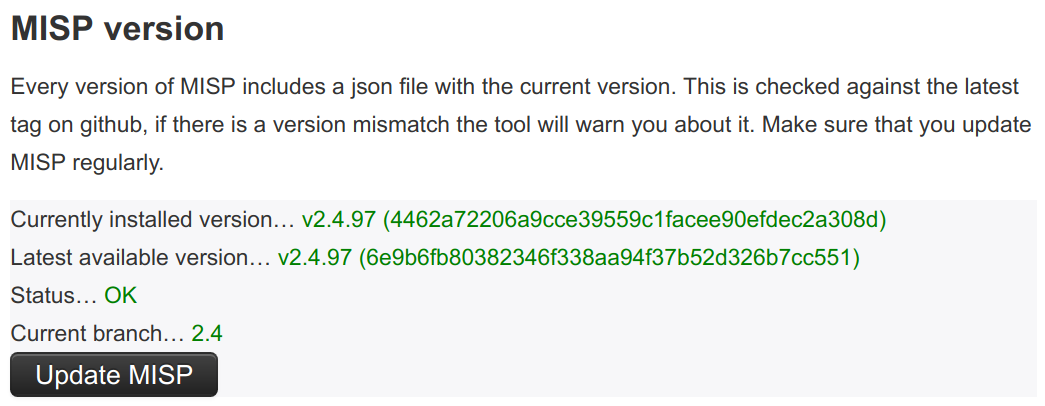 MISP version
Every version of MISP includes a json file with the current version. This is checked against the latest
tag on github, if there is a version mismatch the tool will warn you about it. Make sure that you update
MISP regularly.
Currently installed version… v2.4.97 (4462a72206a9cce39559c1facee90efdec2a308d)
Latest available version… v2.4.97 (6e9b6fb80382346f338aa94f37b52d326b7cc551)
Status… OK
Current branch… 2.4
Update MISP